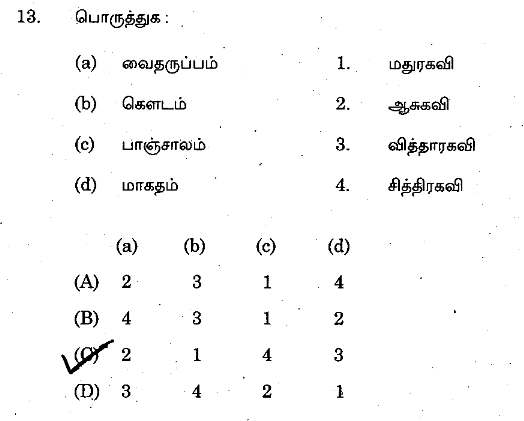 13. பொருத்துக :
(a) வைதருப்பம் 1. மதுரகவி
(b) கௌடம் 2. ஆசுகவி
(c) பாஞ்சாலம் 3. வித்தாரகவி
(d) மாகதம் 4. சித்திரகவி
(a) (b) (c) (d)
(A) 2 3 1 4
(B) 4 3 1 2
(C) 2 1 4 3
(D) 3 4 2 1